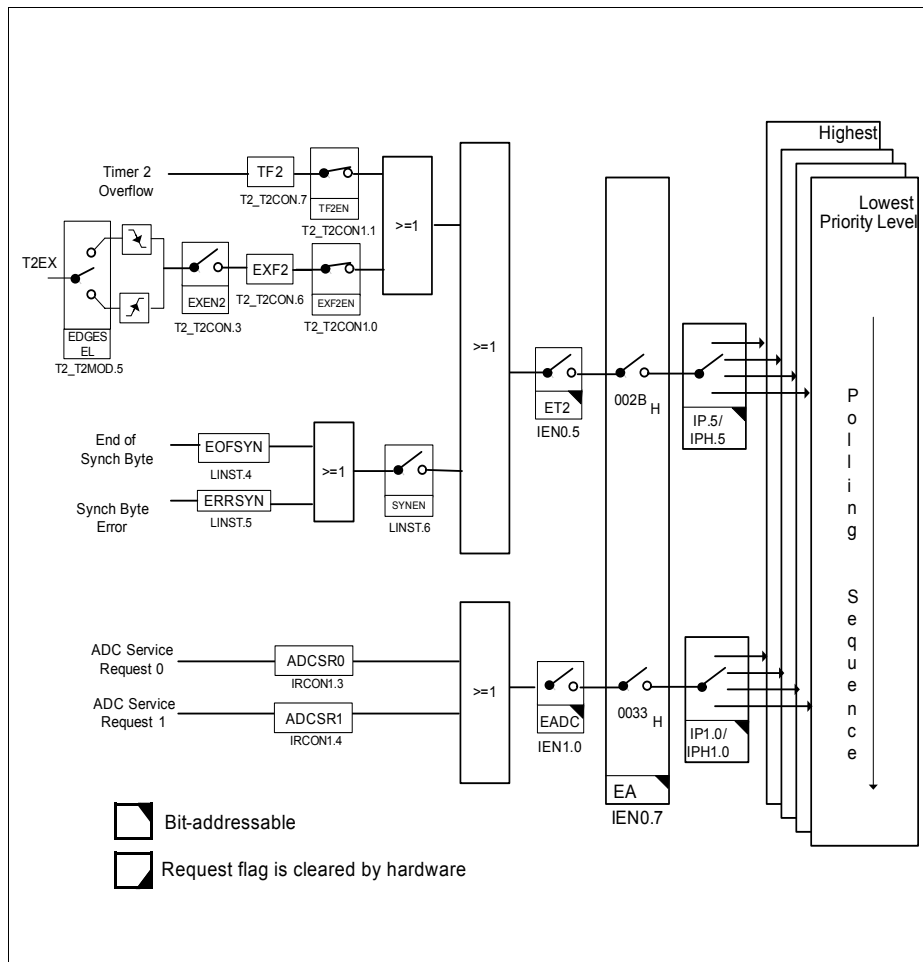 Highest
Lowest
Priority Level
Timer 2
Overflow
TF2
T2_T2CON.7
TF2EN
T2_T2CON1.1
>=1
T2EX
EDGES
EL
T2_T2MOD.5
EXEN2
T2_T2CON.3
EXF2
T2_T2CON.6
EXF2EN
T2_T2CON1.0
>=1
ET2
IEN0.5
002B H
IP.5/
IPH.5
End of
Synch Byte
EOFSYN
LINST.4
Synch Byte
Error
ERRSYN
LINST.5
>=1
SYNEN
LINST.6
ADC Service
Request 0
ADCSR0
IRCON1.3
ADC Service
Request 1
ADCSR1
IRCON1.4
>=1
EADC
IEN1.0
0033 H
IP1.0/
IPH1.0
EA
IEN0.7
Polling
Sequence
Bit-addressable
Request flag is cleared by hardware